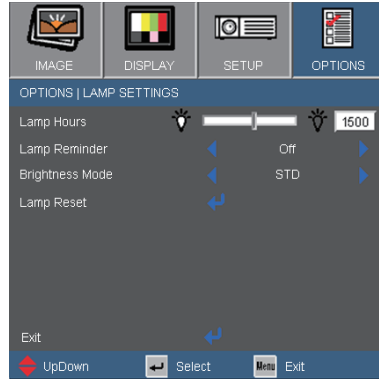 IMAGE DISPLAY SETUP OPTIONS
OPTIONS | LAMP SETTINGS
Lamp Hours 1500
Lamp Reminder Off
Brightness Mode STD
Lamp Reset
Exit
UpDown Select Menu Exit